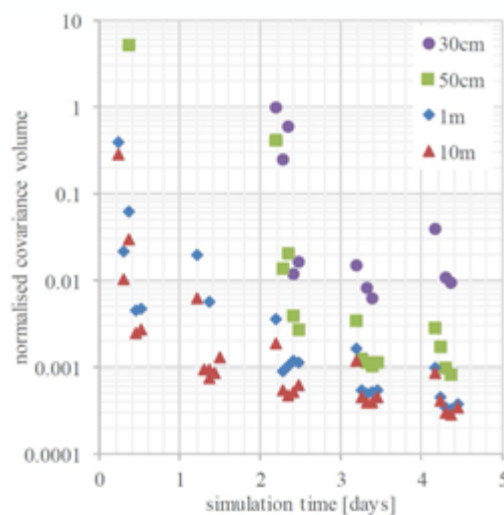 10
1
0.1
0.01
0.001
0.0001
normalised covariance volume
30cm
50cm
1m
10m
0 1 2 3 4 5
simulation time [days]